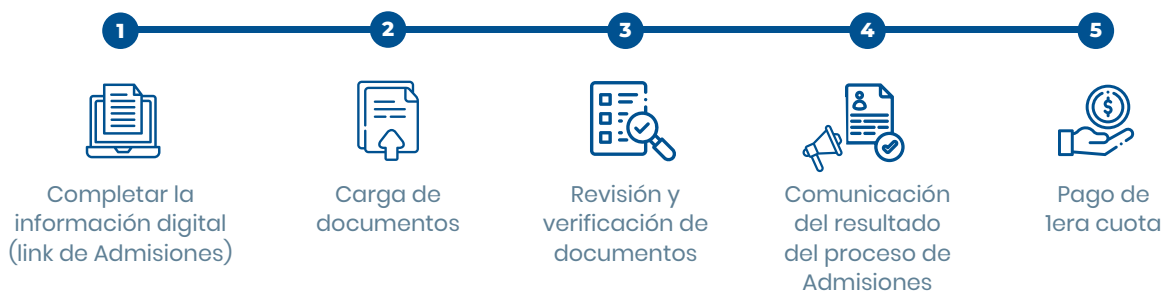 1
2
3
4
5
Completar la
información digital
(link de Admisiones)
Carga de
documentos
Revisión y
verificación de
documentos
Comunicación
del resultado
del proceso de
Admisiones
$
Pago de
1era cuota